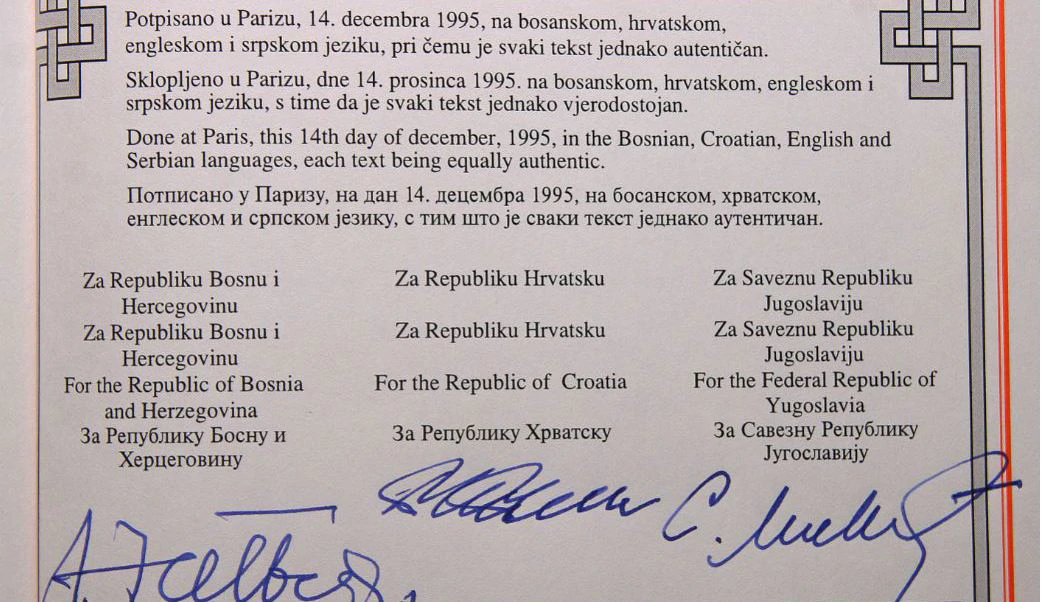 Potpisano u Parizu, 14. decembra 1995, na bosanskom, hrvatskom,
engleskom i srpskom jeziku, pri čemu je svaki tekst jednako autentičan.
Sklopljeno u Parizu, dne 14. prosinca 1995. na bosanskom, hrvatskom, engleskom i
srpskom jeziku, s time da je svaki tekst jednako vjerodostojan.
Done at Paris, this 14th day of december, 1995, in the Bosnian, Croatian, English and
Serbian languages, each text being equally authentic.
Потписано у Паризу, на дан 14. децембра 1995, на босанском, хрватском,
енглеском и српском језику, с тим што је сваки текст једнако аутентичан.
Za Republiku Bosnu i
Hercegovinu
Za Republiku Bosnu i
Hercegovinu
For the Republic of Bosnia
and Herzegovina
За Републику Босну и
Херцеговину
Za Republiku Hrvatsku
Za Republiku Hrvatsku
For the Republic of Croatia
За Републику Хрватску
Za Saveznu Republiku
Jugoslaviju
Za Saveznu Republiku
Jugoslaviju
For the Federal Republic of
Yugoslavia
За Савезну Републику
Југославију